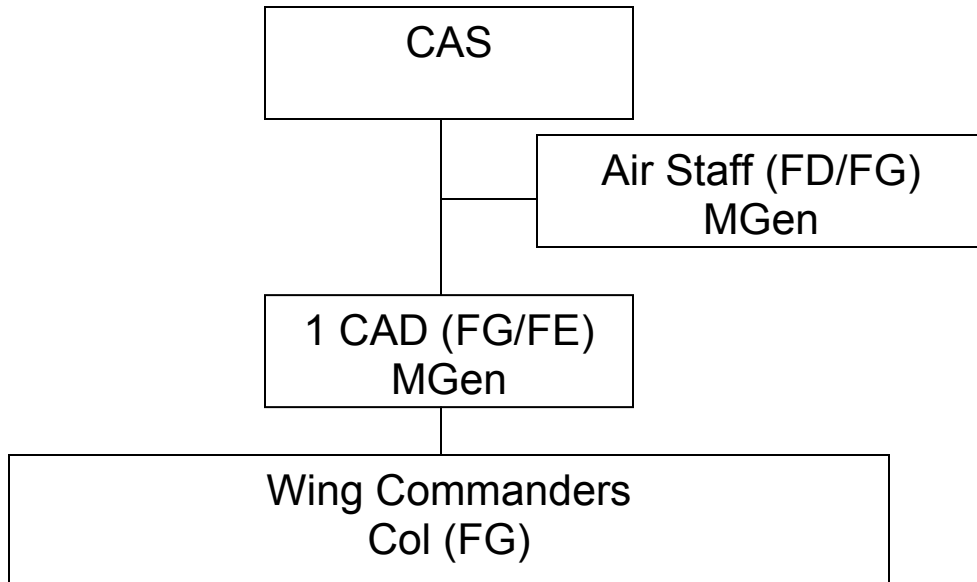 CAS
Air Staff (FD/FG)
MGen
1 CAD (FG/FE)
MGen
Wing Commanders
Col (FG)